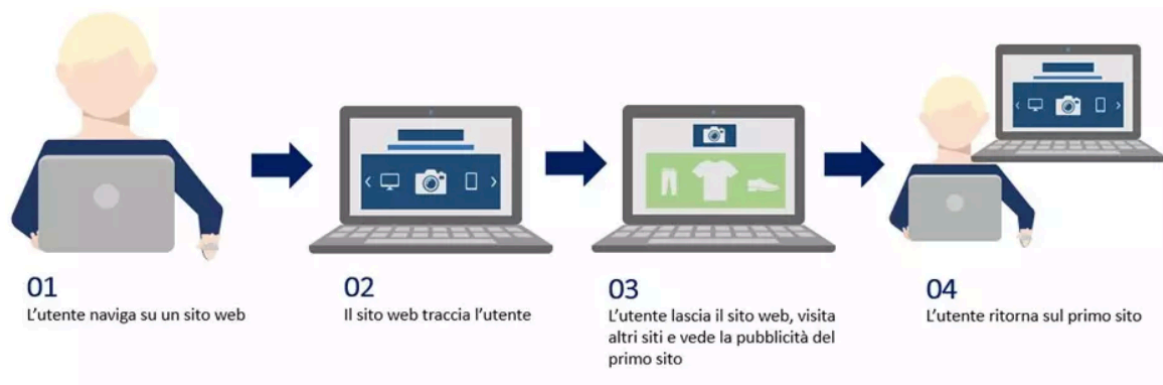 01
L'utente naviga su un sito web
02
Il sito web traccia l'utente
03
L'utente lascia il sito web, visita
altri siti e vede la pubblicità del
primo sito
04
L'utente ritorna sul primo sito